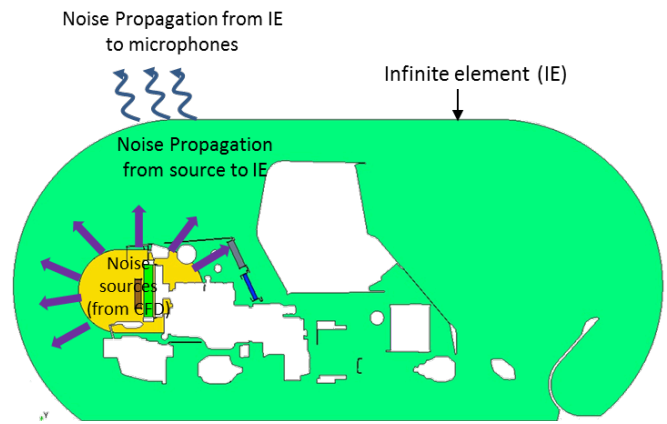 Noise Propagation from IE
to microphones
Infinite element (IE)
Noise Propagation
from source to IE
Noise
sources
(from CFD)
Y